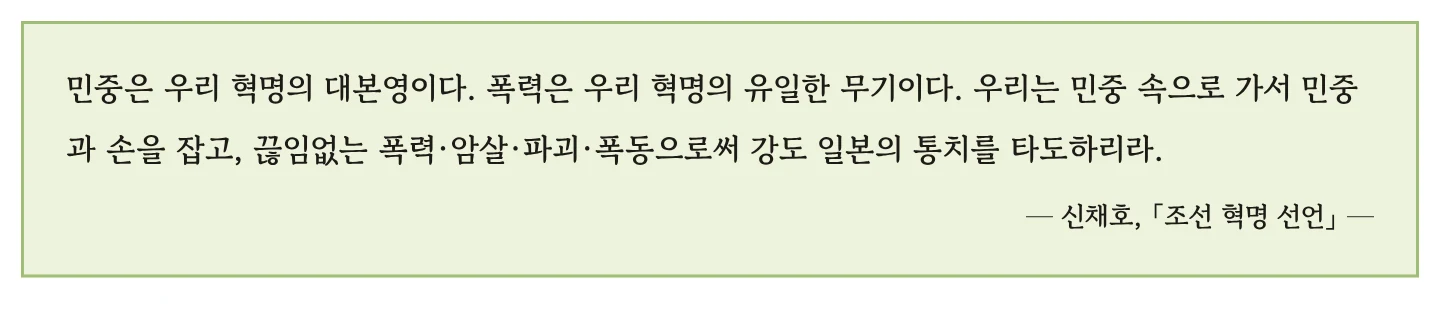 민중은 우리 혁명의 대본영이다. 폭력은 우리 혁명의 유일한 무기이다. 우리는 민중 속으로 가서 민중
과 손을 잡고, 끊임없는 폭력·암살·파괴·폭동으로써 강도 일본의 통치를 타도하리라.
― 신채호, 「조선 혁명 선언」 ―